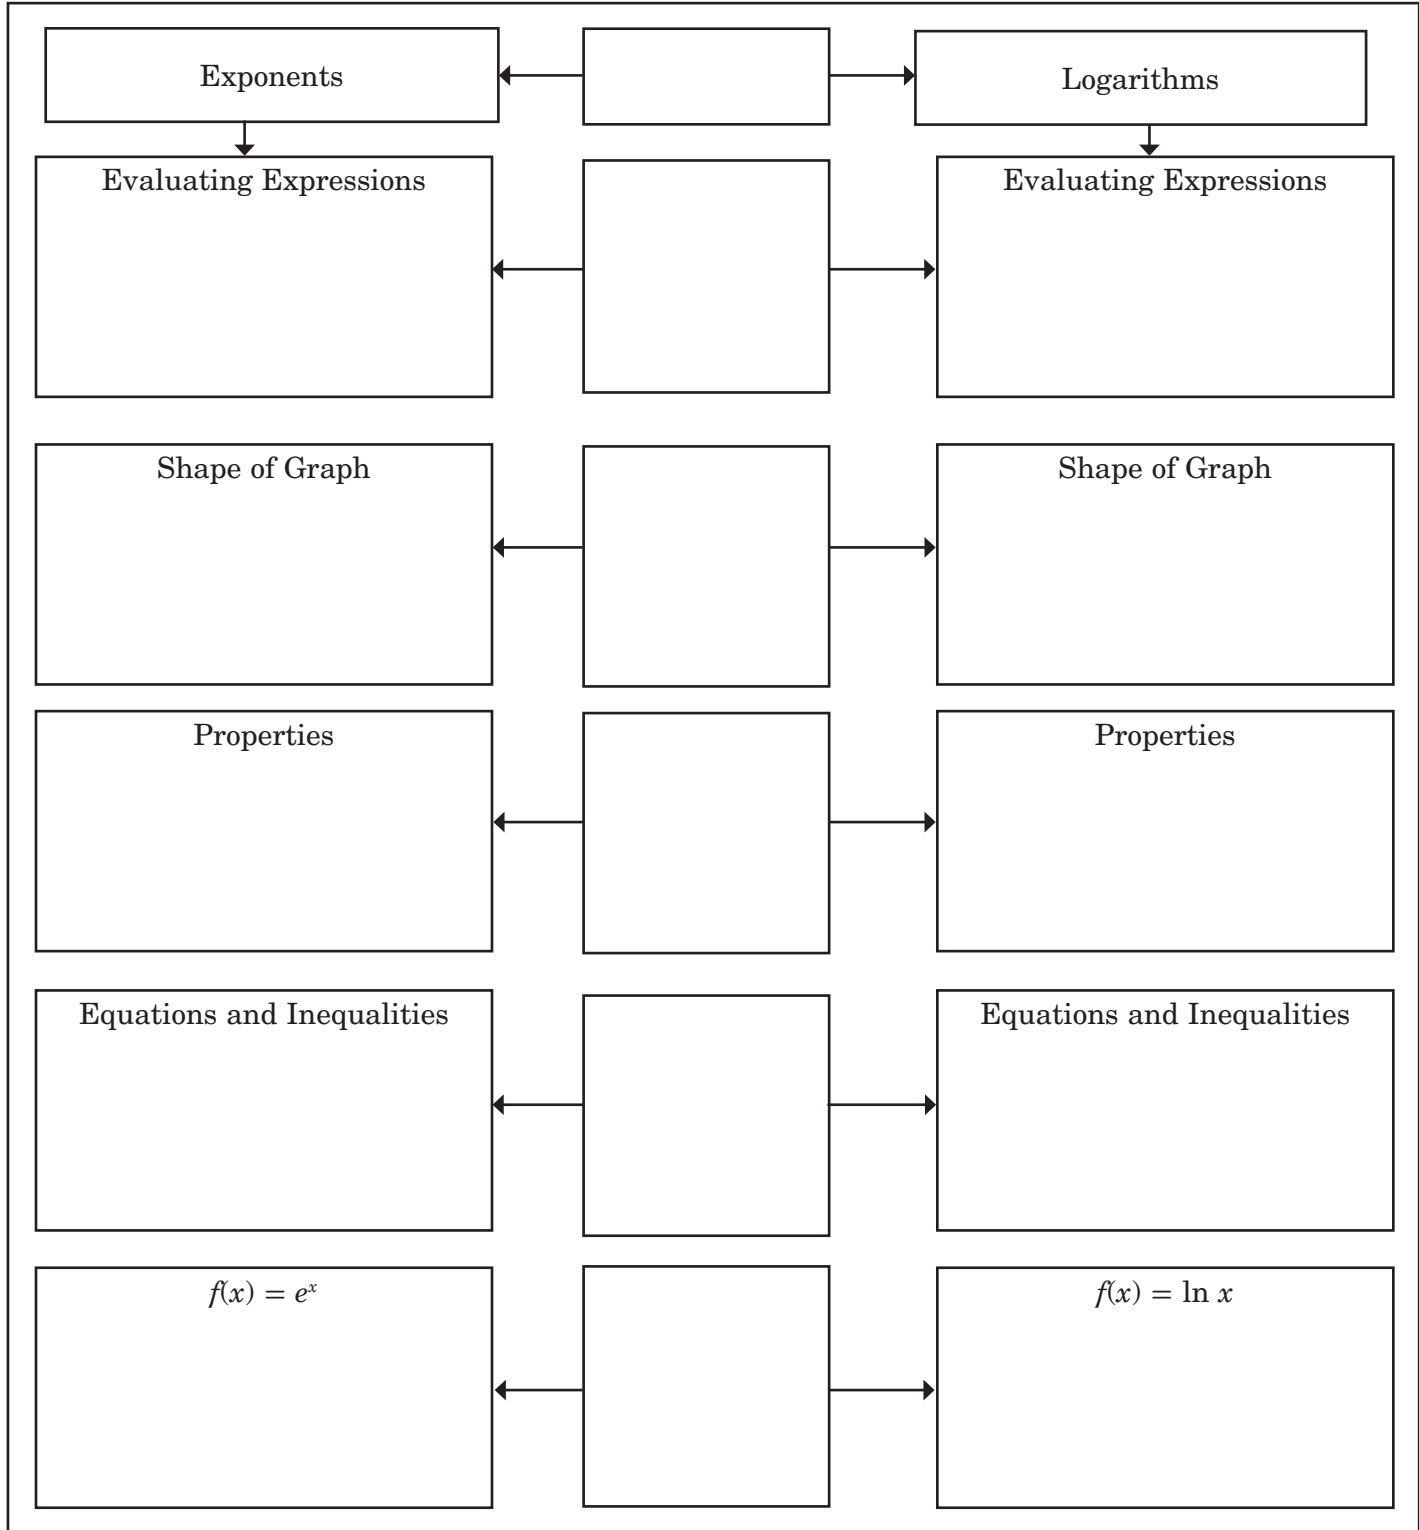 Exponents
Logarithms
Evaluating Expressions
Evaluating Expressions
Shape of Graph
Shape of Graph
Properties
Properties
Equations and Inequalities
Equations and Inequalities
f(x) = eˣ
f(x) = ln x